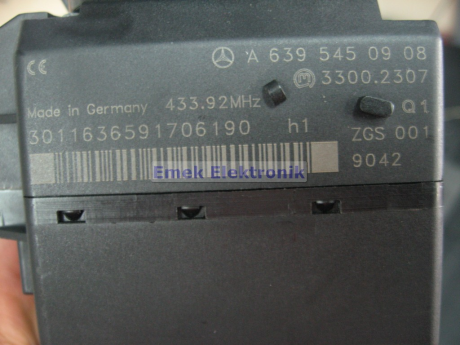 A 639 545 09 08
CE
3300.2307
Made in Germany 433.92MHz
Q1
3011636591706190 h1 ZGS 001
9042
Emek Elektronik